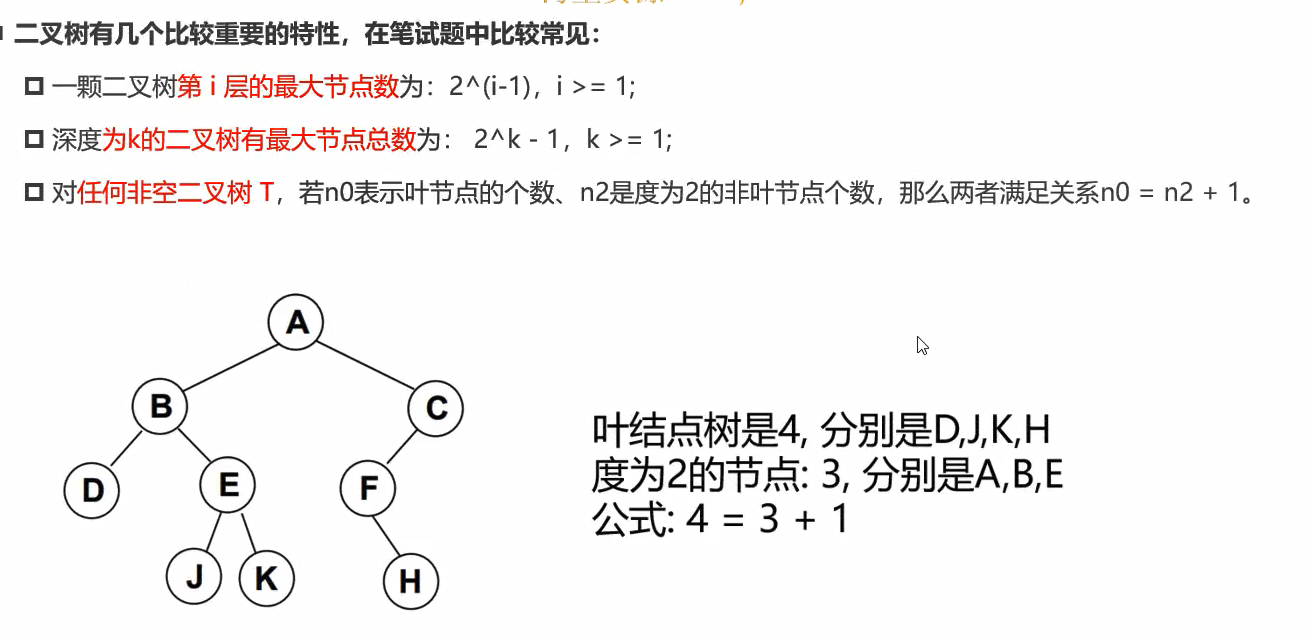 二叉树有几个比较重要的特性，在笔试题中比较常见：
一颗二叉树第 i 层的最大节点数为：2^(i-1)，i >= 1;
深度为k的二叉树有最大节点总数为： 2^k - 1，k >= 1;
对任何非空二叉树 T，若n0表示叶节点的个数、n2是度为2的非叶节点个数，那么两者满足关系n0 = n2 + 1。
A
B
C
D
E
F
J
K
H
叶结点树是4, 分别是D,J,K,H
度为2的节点: 3, 分别是A,B,E
公式: 4 = 3 + 1